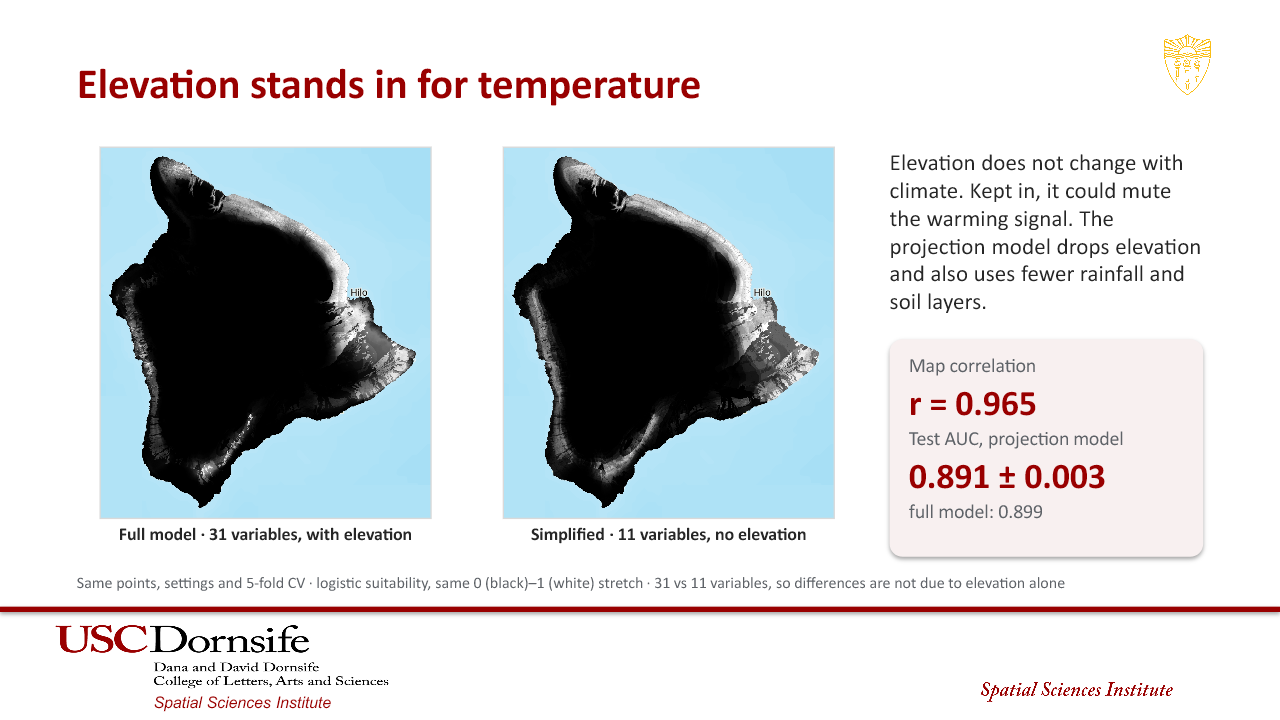 Elevation stands in for temperature
Hilo
Hilo
Full model · 31 variables, with elevation
Simplified · 11 variables, no elevation
Elevation does not change with
climate. Kept in, it could mute
the warming signal. The
projection model drops elevation
and also uses fewer rainfall and
soil layers.
Map correlation
r = 0.965
Test AUC, projection model
0.891 ± 0.003
full model: 0.899
Same points, settings and 5-fold CV · logistic suitability, same 0 (black)–1 (white) stretch · 31 vs 11 variables, so differences are not due to elevation alone
USCDornsife
Dana and David Dornsife
College of Letters, Arts and Sciences
Spatial Sciences Institute
Spatial Sciences Institute